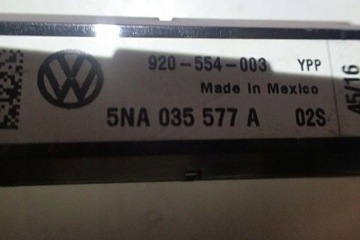 920-554-003 YPP
Made in Mexico
5NA 035 577 A 02S
45/16